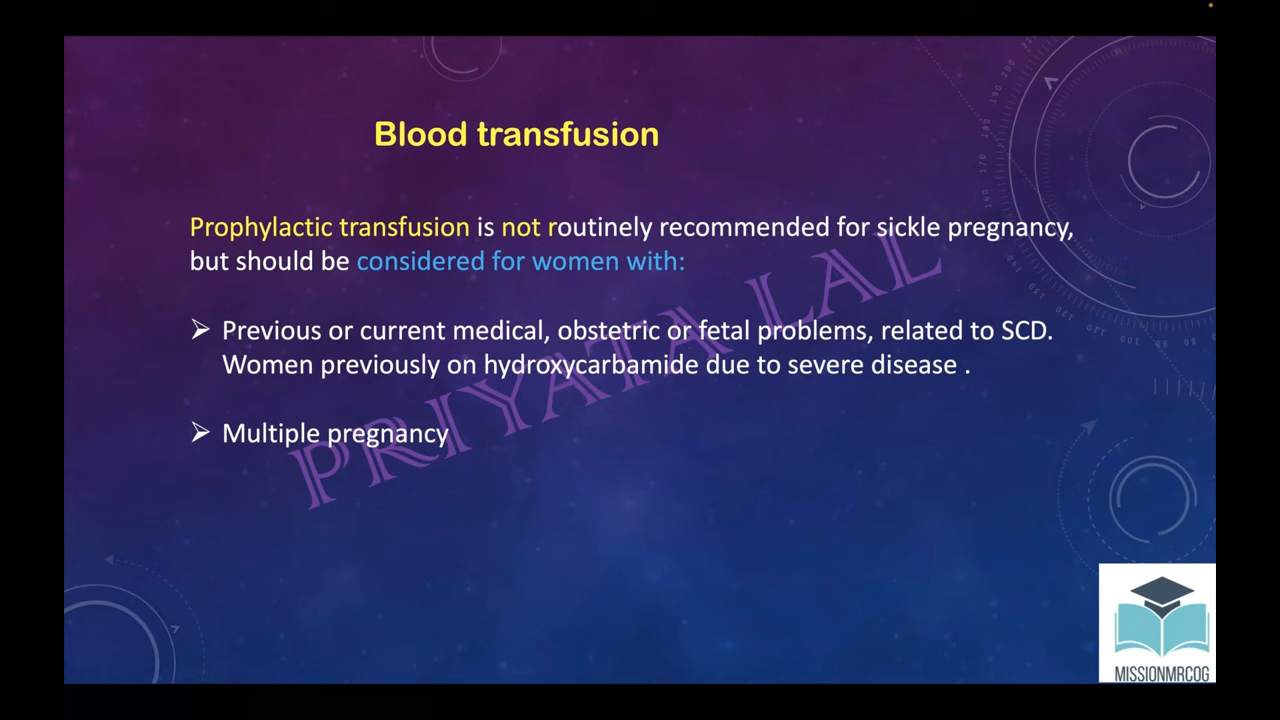 Blood transfusion
Prophylactic transfusion is not routinely recommended for sickle pregnancy,
but should be considered for women with:
➢ Previous or current medical, obstetric or fetal problems, related to SCD.
Women previously on hydroxycarbamide due to severe disease .
➢ Multiple pregnancy
PRIYATA LAL
MISSIONMRCOG